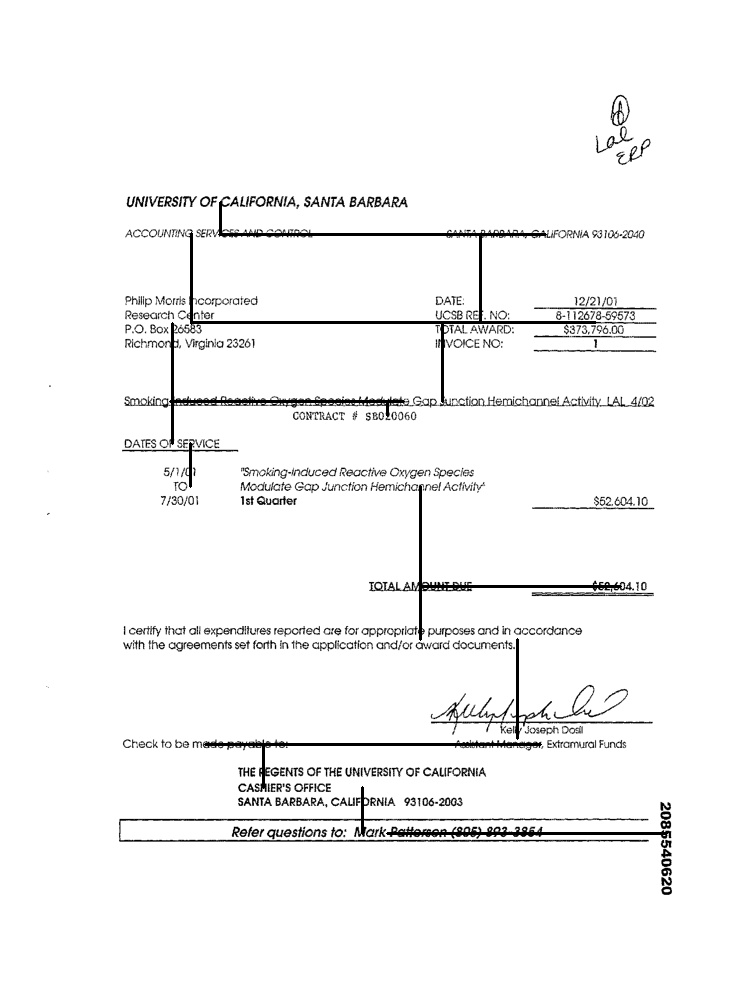 Lal
ERP
UNIVERSITY OF CALIFORNIA, SANTA BARBARA
ACCOUNTING SERVICES AND CONTROL SANTA BARBARA, CALIFORNIA 93106-2040
Philip Morris Incorporated DATE: 12/21/01
Research Center UCSB REF. NO: 8-112678-59573
P.O. Box 26583 TOTAL AWARD: $373,796.00
Richmond, Virginia 23261 INVOICE NO: 1
Smoking-Induced Reactive Oxygen Species Modulate Gap Junction Hemichannel Activity LAL 4/02
CONTRACT # SB020060
DATES OF SERVICE
5/1/01 "Smoking-Induced Reactive Oxygen Species
TO Modulate Gap Junction Hemichannel Activity"
7/30/01 1st Quarter $52,604.10
TOTAL AMOUNT DUE $52,604.10
I certify that all expenditures reported are for appropriate purposes and in accordance
with the agreements set forth in the application and/or award documents.
Kelly Joseph Dosil
Check to be made payable to: Assistant Manager, Extramural Funds
THE REGENTS OF THE UNIVERSITY OF CALIFORNIA
CASHIER'S OFFICE
SANTA BARBARA, CALIFORNIA 93106-2003
Refer questions to: Mark Patterson (805) 893-3854
2085540620